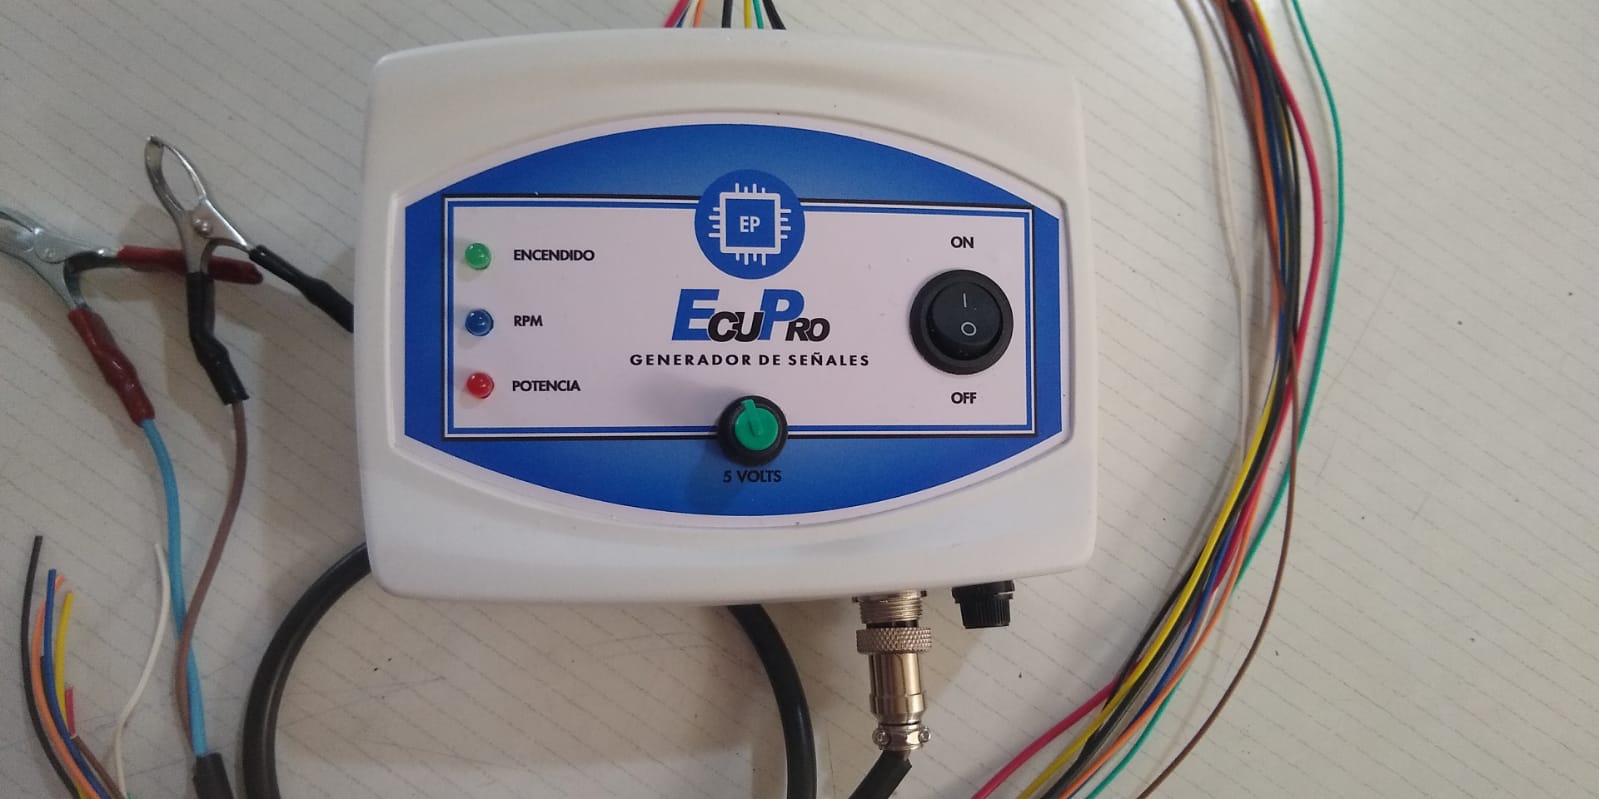 EP
ENCENDIDO
RPM
POTENCIA
ECUPRO
GENERADOR DE SEÑALES
ON
I
O
OFF
5 VOLTS